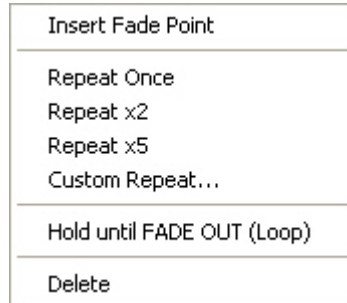 Insert Fade Point
Repeat Once
Repeat x2
Repeat x5
Custom Repeat...
Hold until FADE OUT (Loop)
Delete